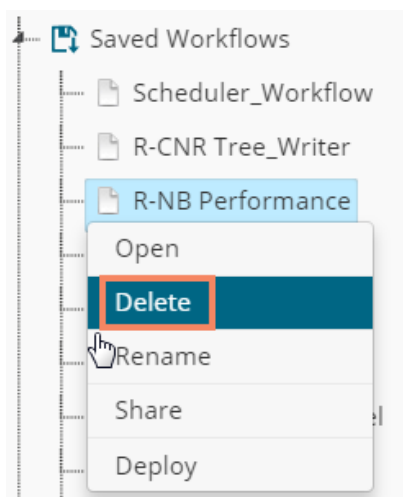 Saved Workflows
Scheduler_Workflow
R-CNR Tree_Writer
R-NB Performance
Open
Delete
Rename
Share
Deploy